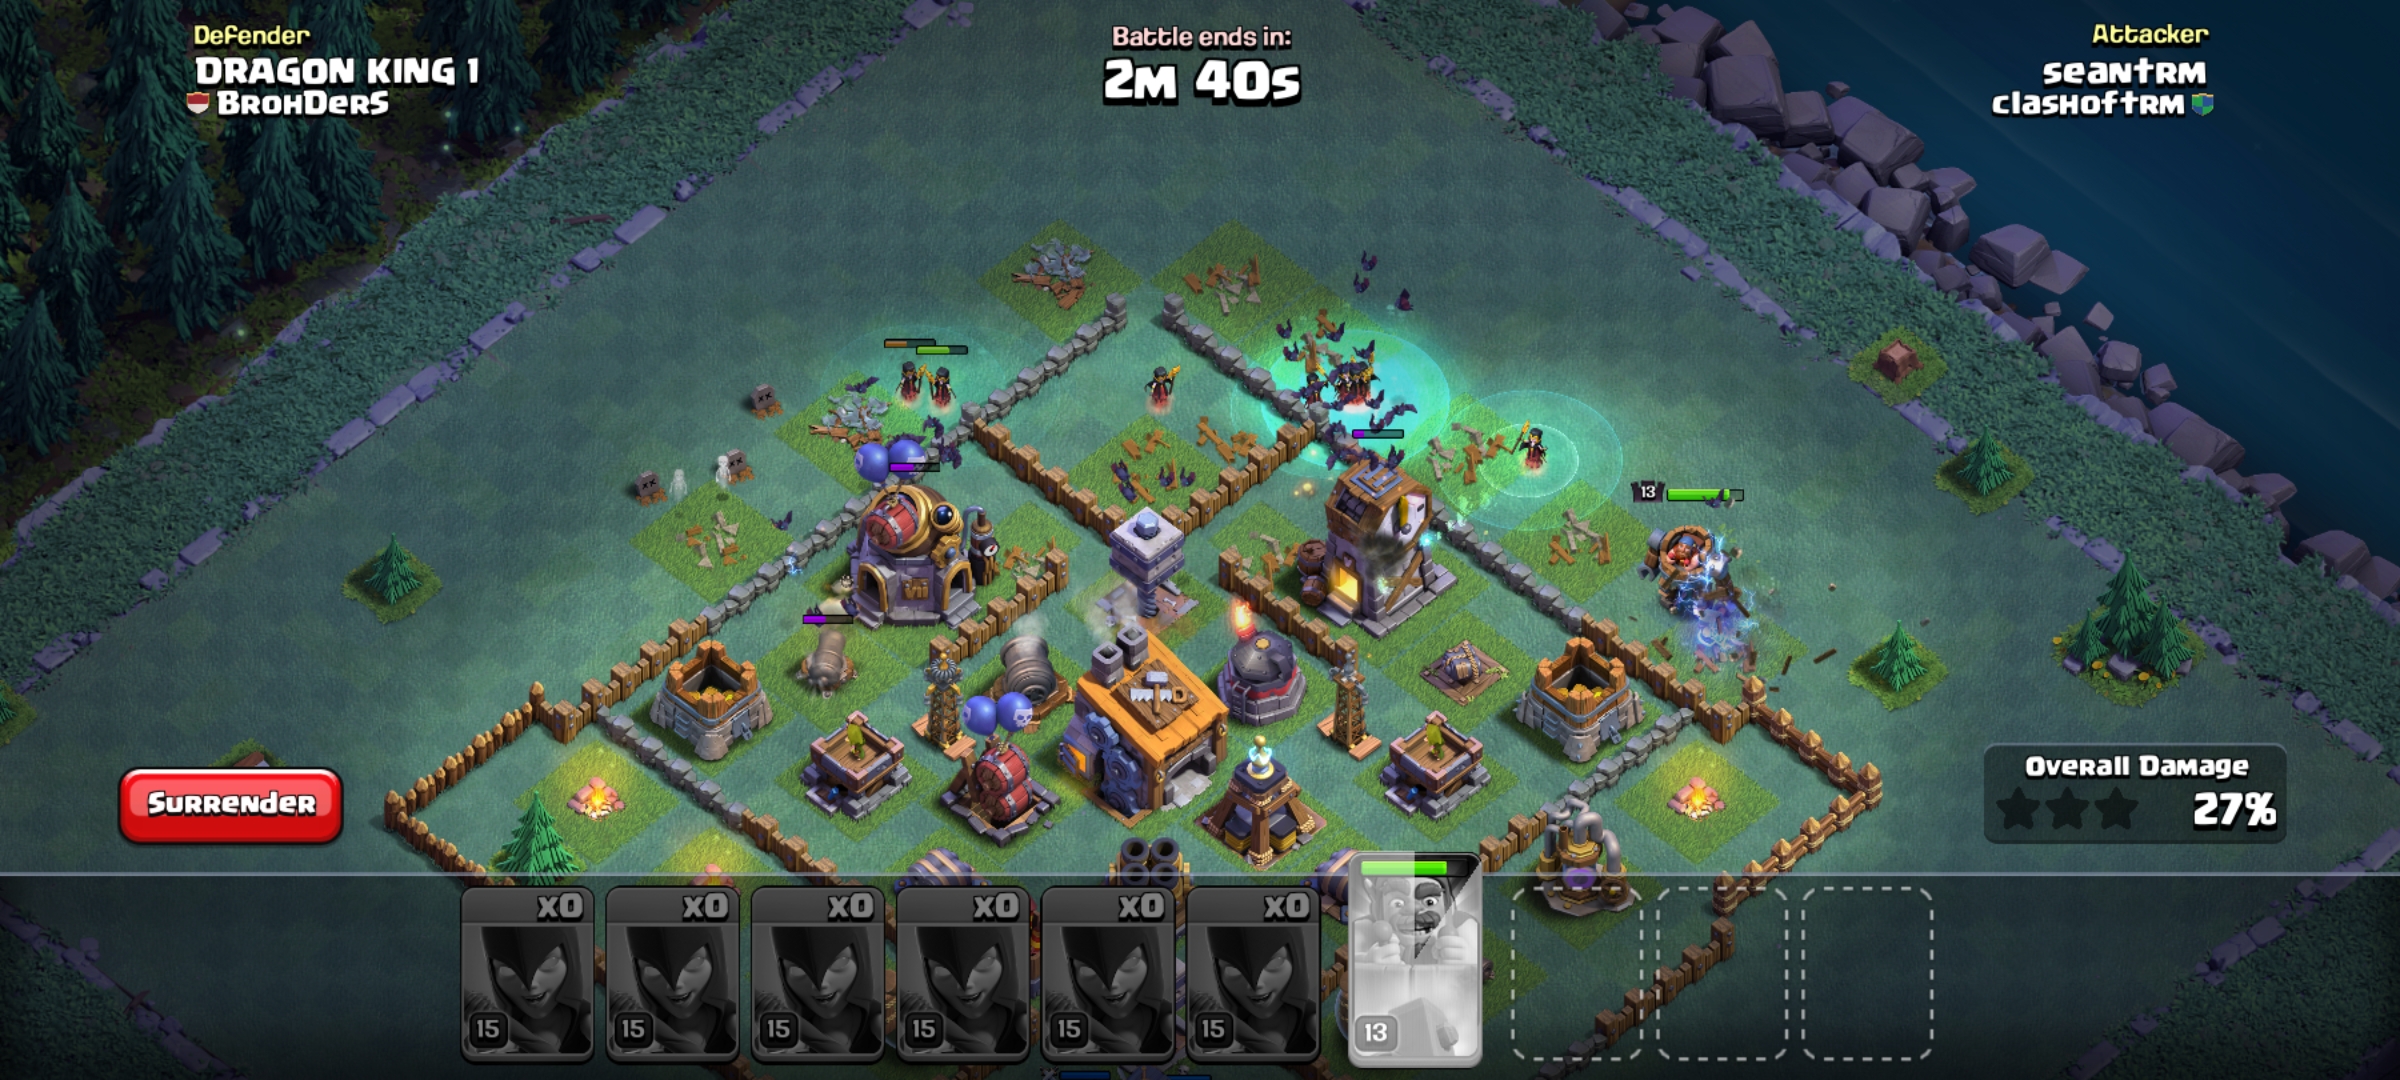 Defender
DRAGON KING 1
BrohDerS
Battle ends in:
2M 40s
Attacker
seantRM
clashoftRM
13
VII
Surrender
Overall Damage
27%
x0
x0
x0
x0
x0
x0
15
15
15
15
15
15
13